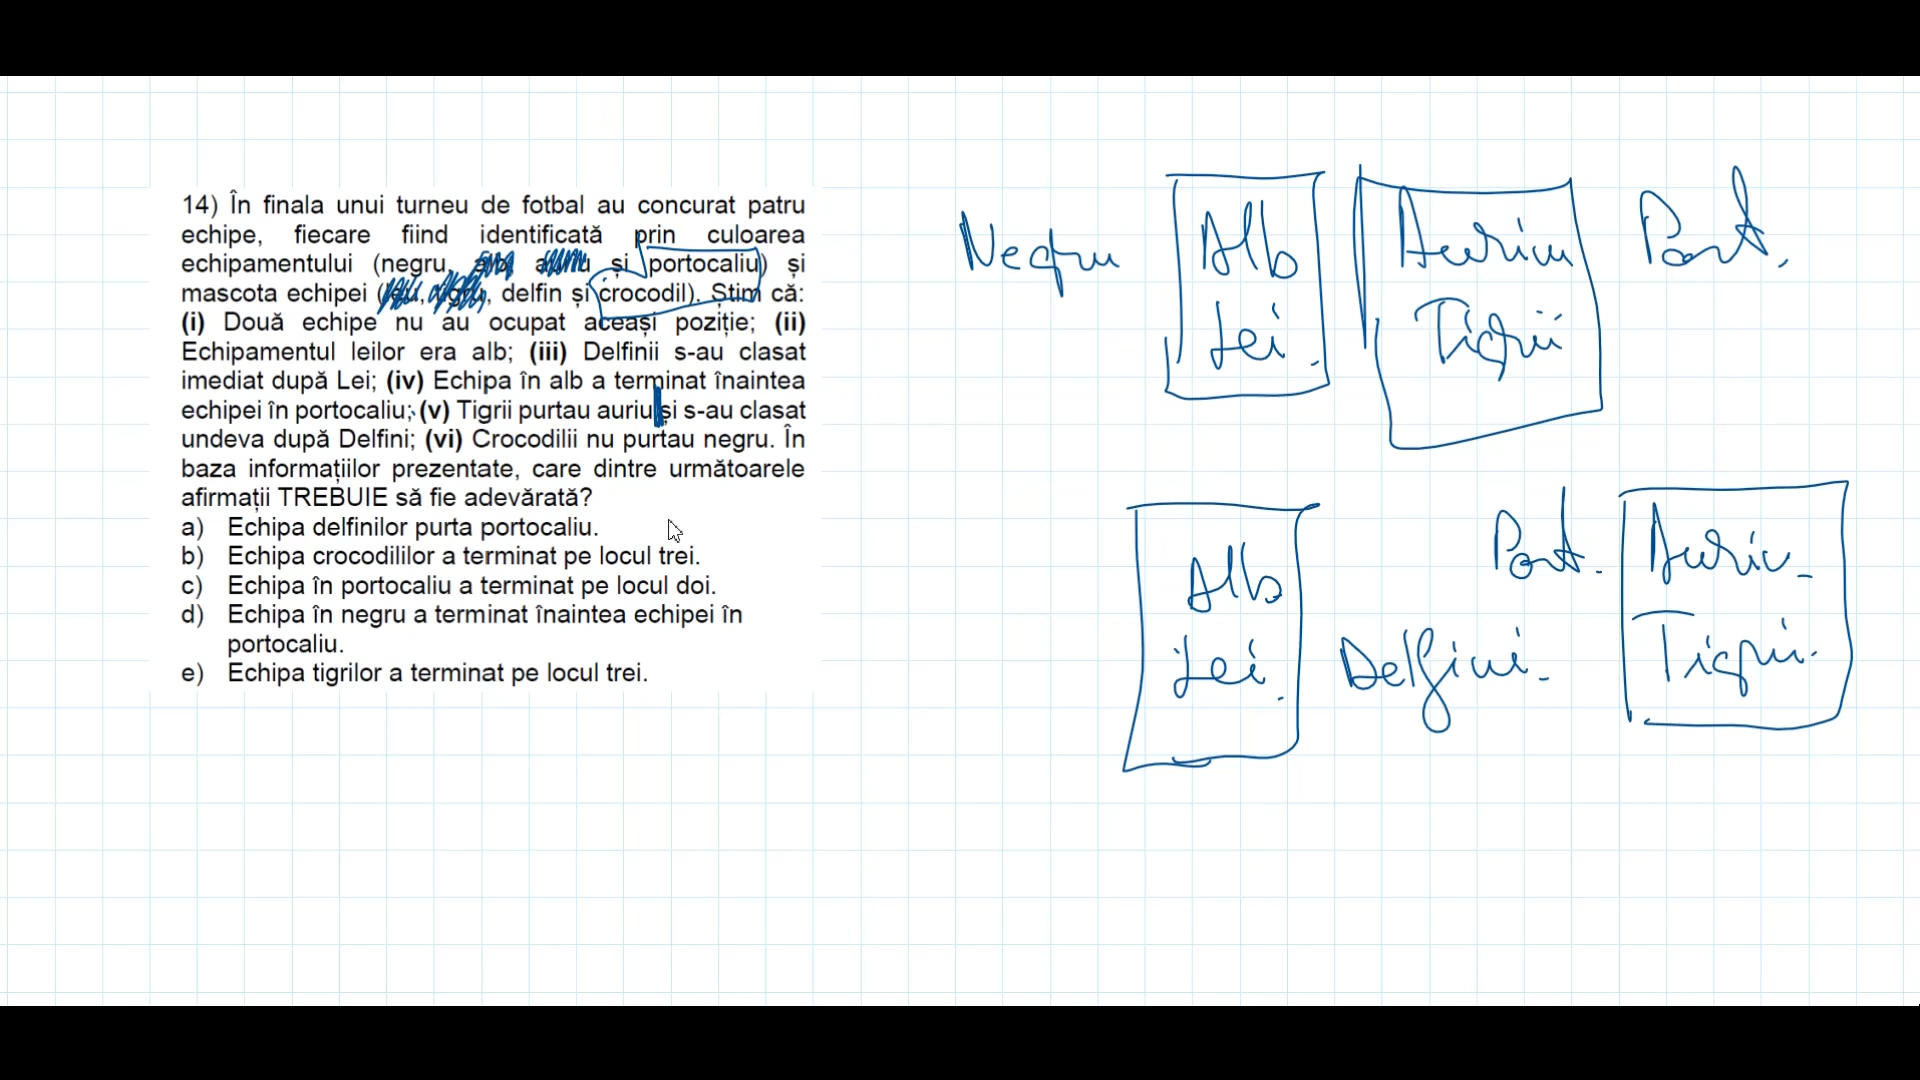 14) În finala unui turneu de fotbal au concurat patru
echipe, fiecare fiind identificată prin culoarea
echipamentului (negru, alb, auriu și portocaliu) și
mascota echipei (leu, tigru, delfin și crocodil). Știm că:
(i) Două echipe nu au ocupat aceași poziție; (ii)
Echipamentul leilor era alb; (iii) Delfinii s-au clasat
imediat după Lei; (iv) Echipa în alb a terminat înaintea
echipei în portocaliu; (v) Tigrii purtau auriu și s-au clasat
undeva după Delfini; (vi) Crocodilii nu purtau negru. În
baza informațiilor prezentate, care dintre următoarele
afirmații TREBUIE să fie adevărată?
a) Echipa delfinilor purta portocaliu.
b) Echipa crocodililor a terminat pe locul trei.
c) Echipa în portocaliu a terminat pe locul doi.
d) Echipa în negru a terminat înaintea echipei în
portocaliu.
e) Echipa tigrilor a terminat pe locul trei.
Negru Alb Auriu Port.
Lei. Tigrii
Alb Port. Auriu.
Lei. Delfini. Tigrii.